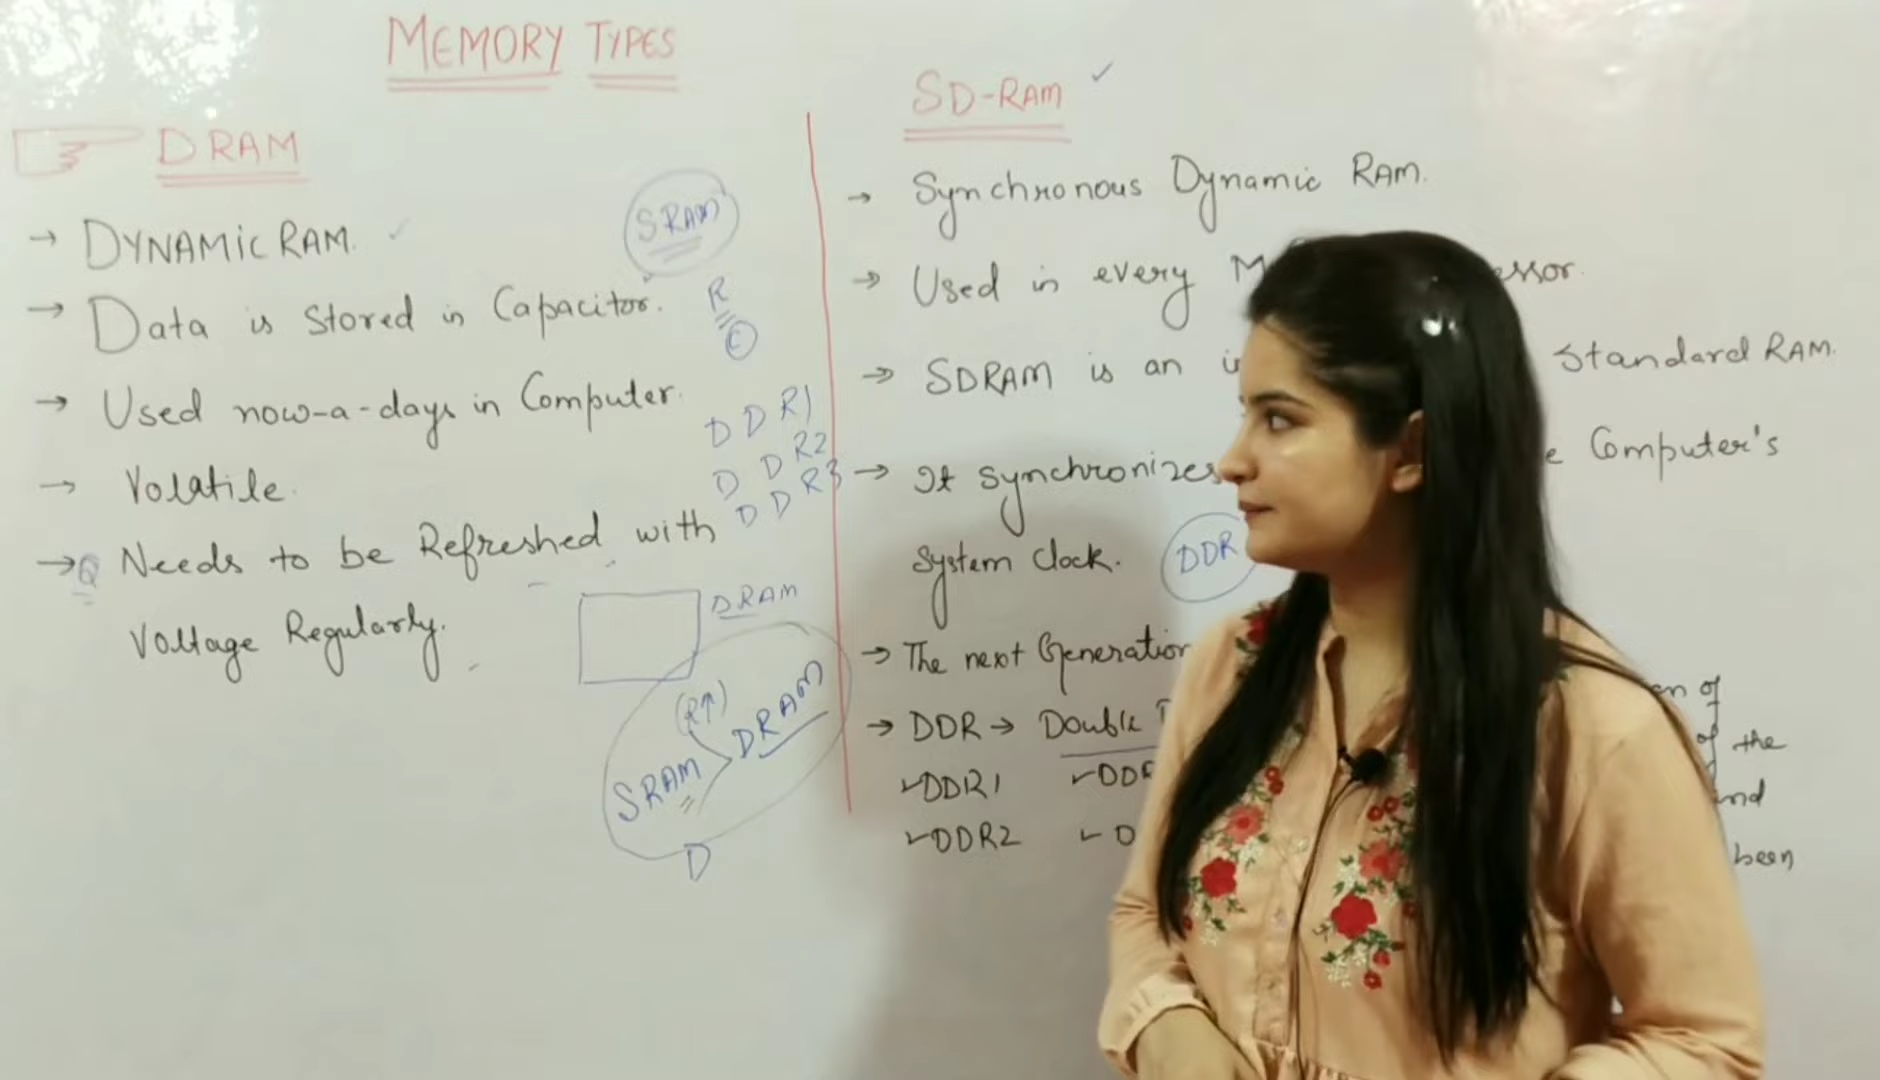 MEMORY TYPES
DRAM
→ DYNAMIC RAM.
→ Data is stored in Capacitor.
→ Used now-a-days in Computer.
→ Volatile.
→ Q Needs to be Refreshed with
Voltage Regularly.
SRAM
R
C
DDR1
DDR2
DDR3
DRAM
(R↑)
SRAM > DRAM
D
SD-RAM
→ Synchronous Dynamic RAM.
→ Used in every
→ SDRAM is an Standard RAM.
→ It synchronizes Computer's
System Clock. DDR
→ The next Generation of
→ DDR → Double of the
DDR1
DDR2 been